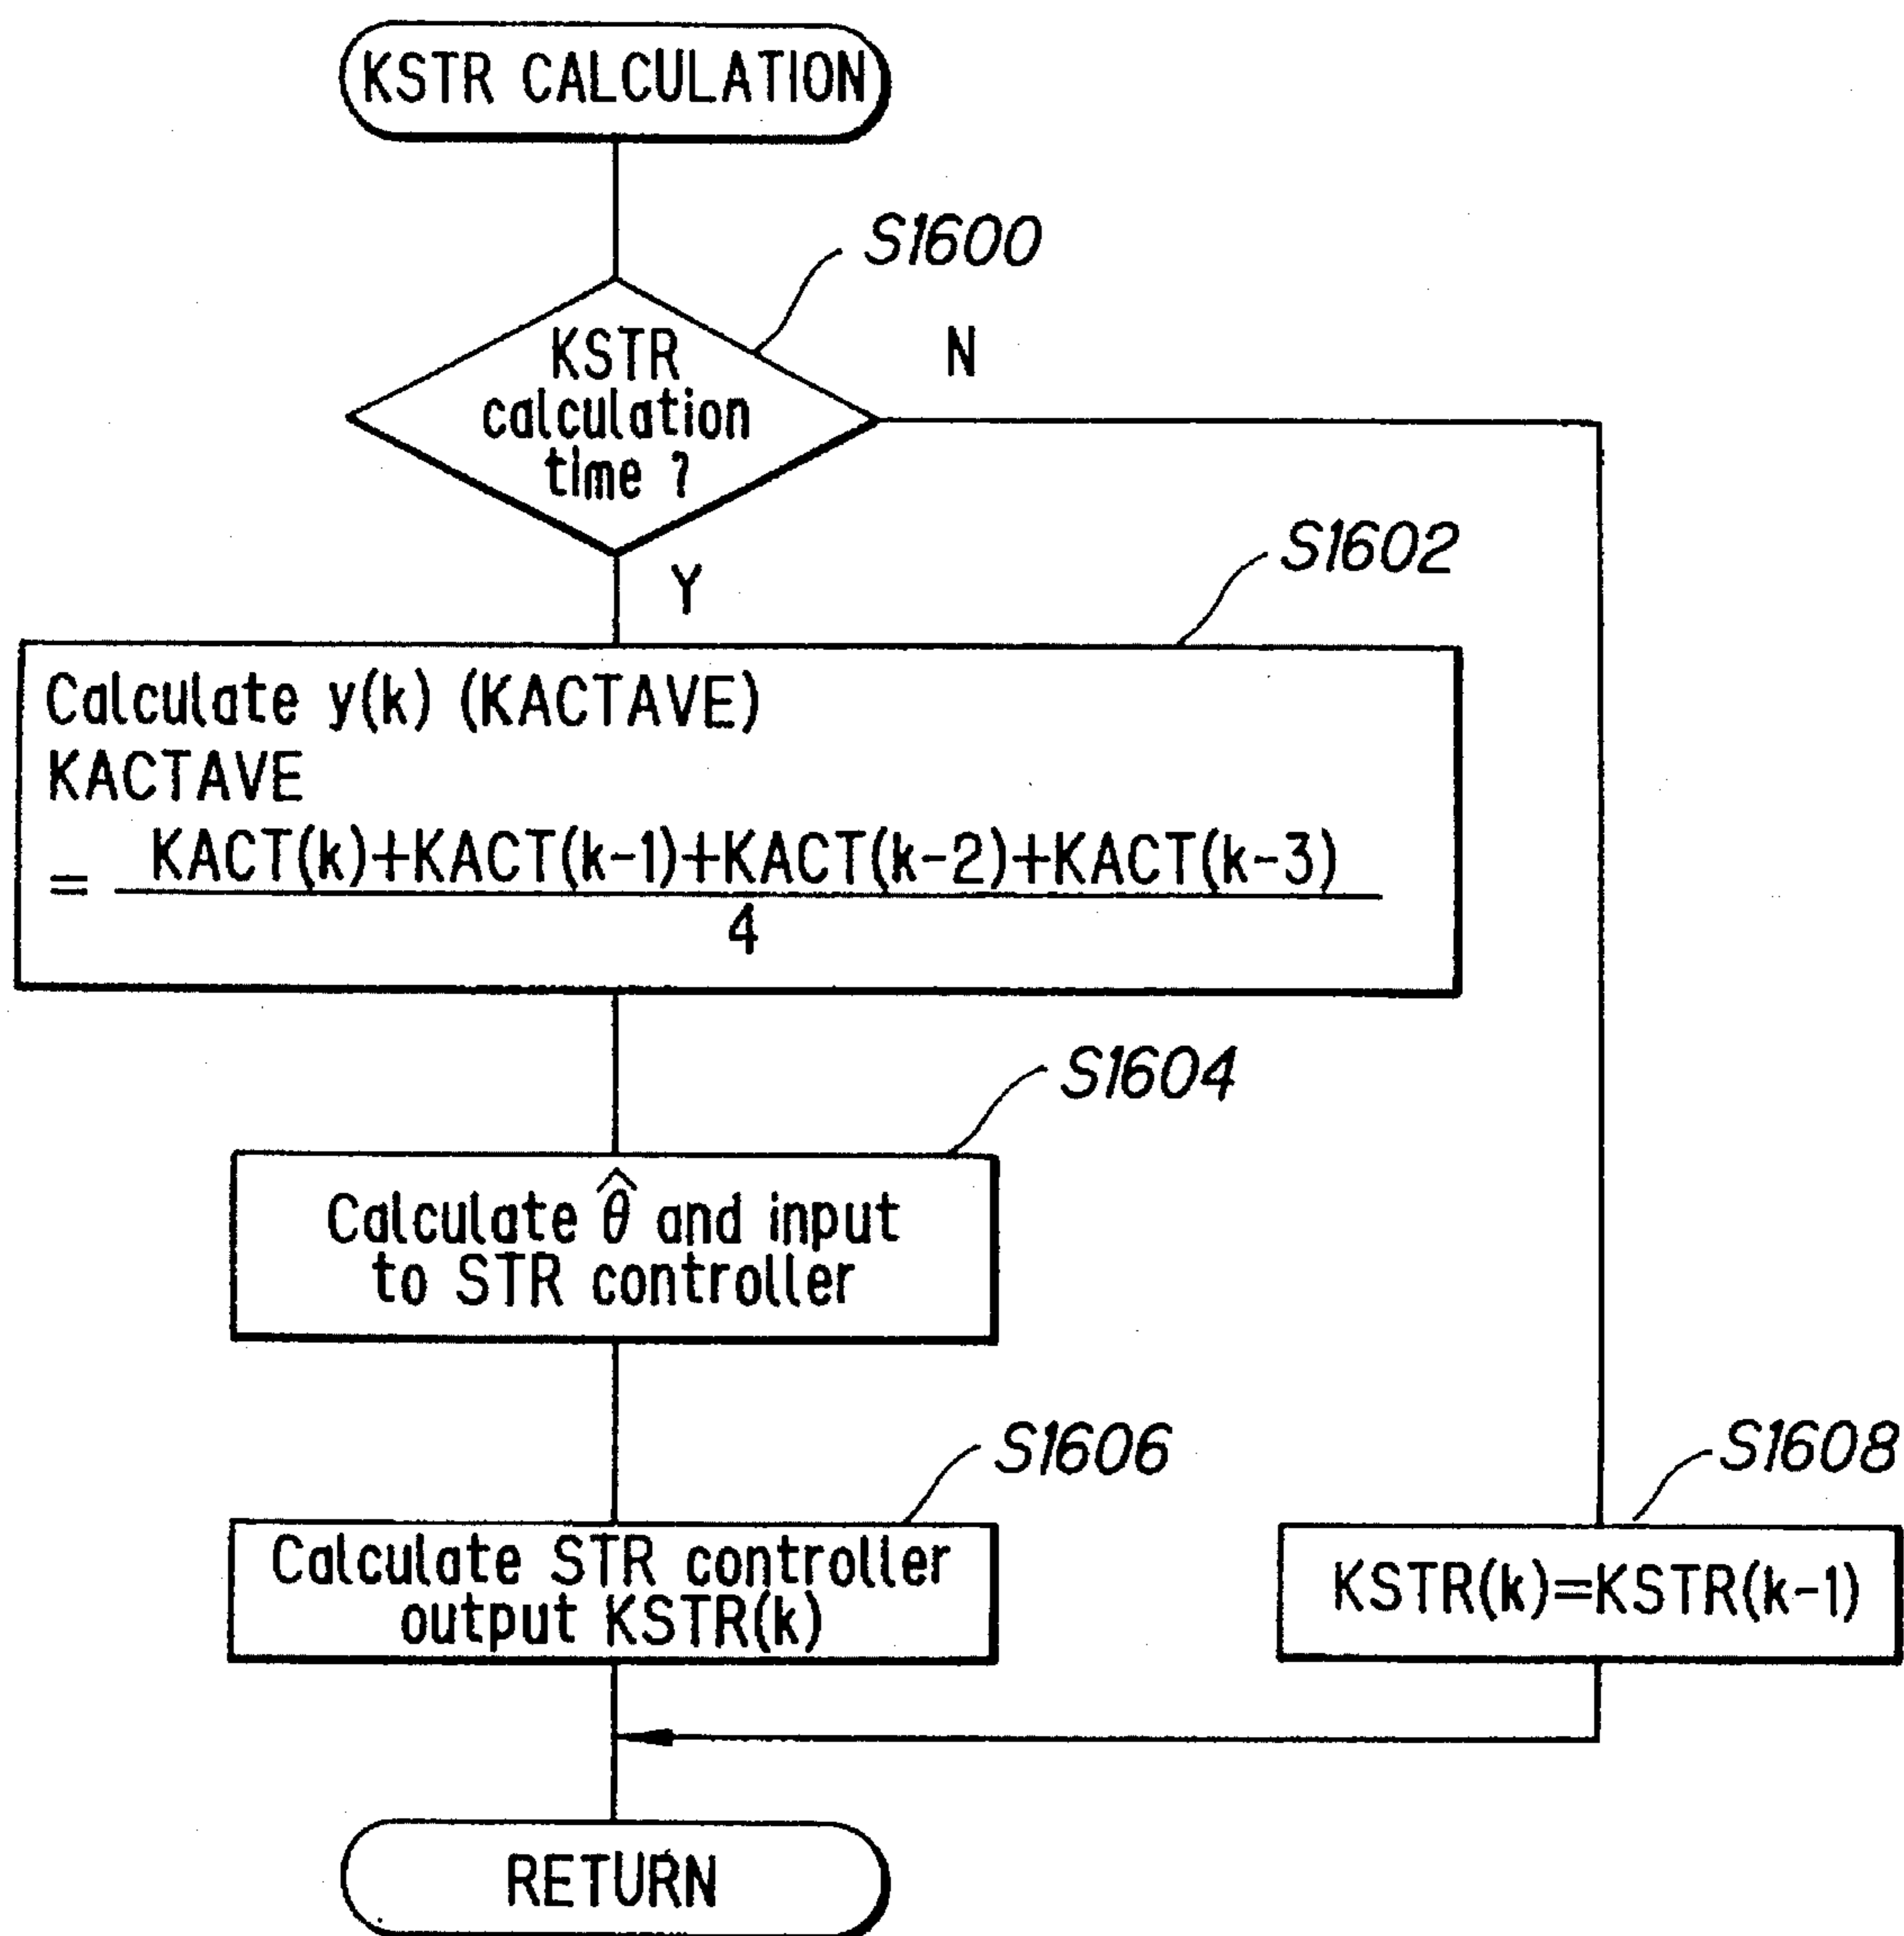 KSTR CALCULATION
S1600
KSTR
calculation
time ?
N
Y
S1602
Calculate y(k) (KACTAVE)
KACTAVE
= KACT(k)+KACT(k-1)+KACT(k-2)+KACT(k-3)
4
S1604
Calculate θ̂ and input
to STR controller
S1606
Calculate STR controller
output KSTR(k)
S1608
KSTR(k)=KSTR(k-1)
RETURN